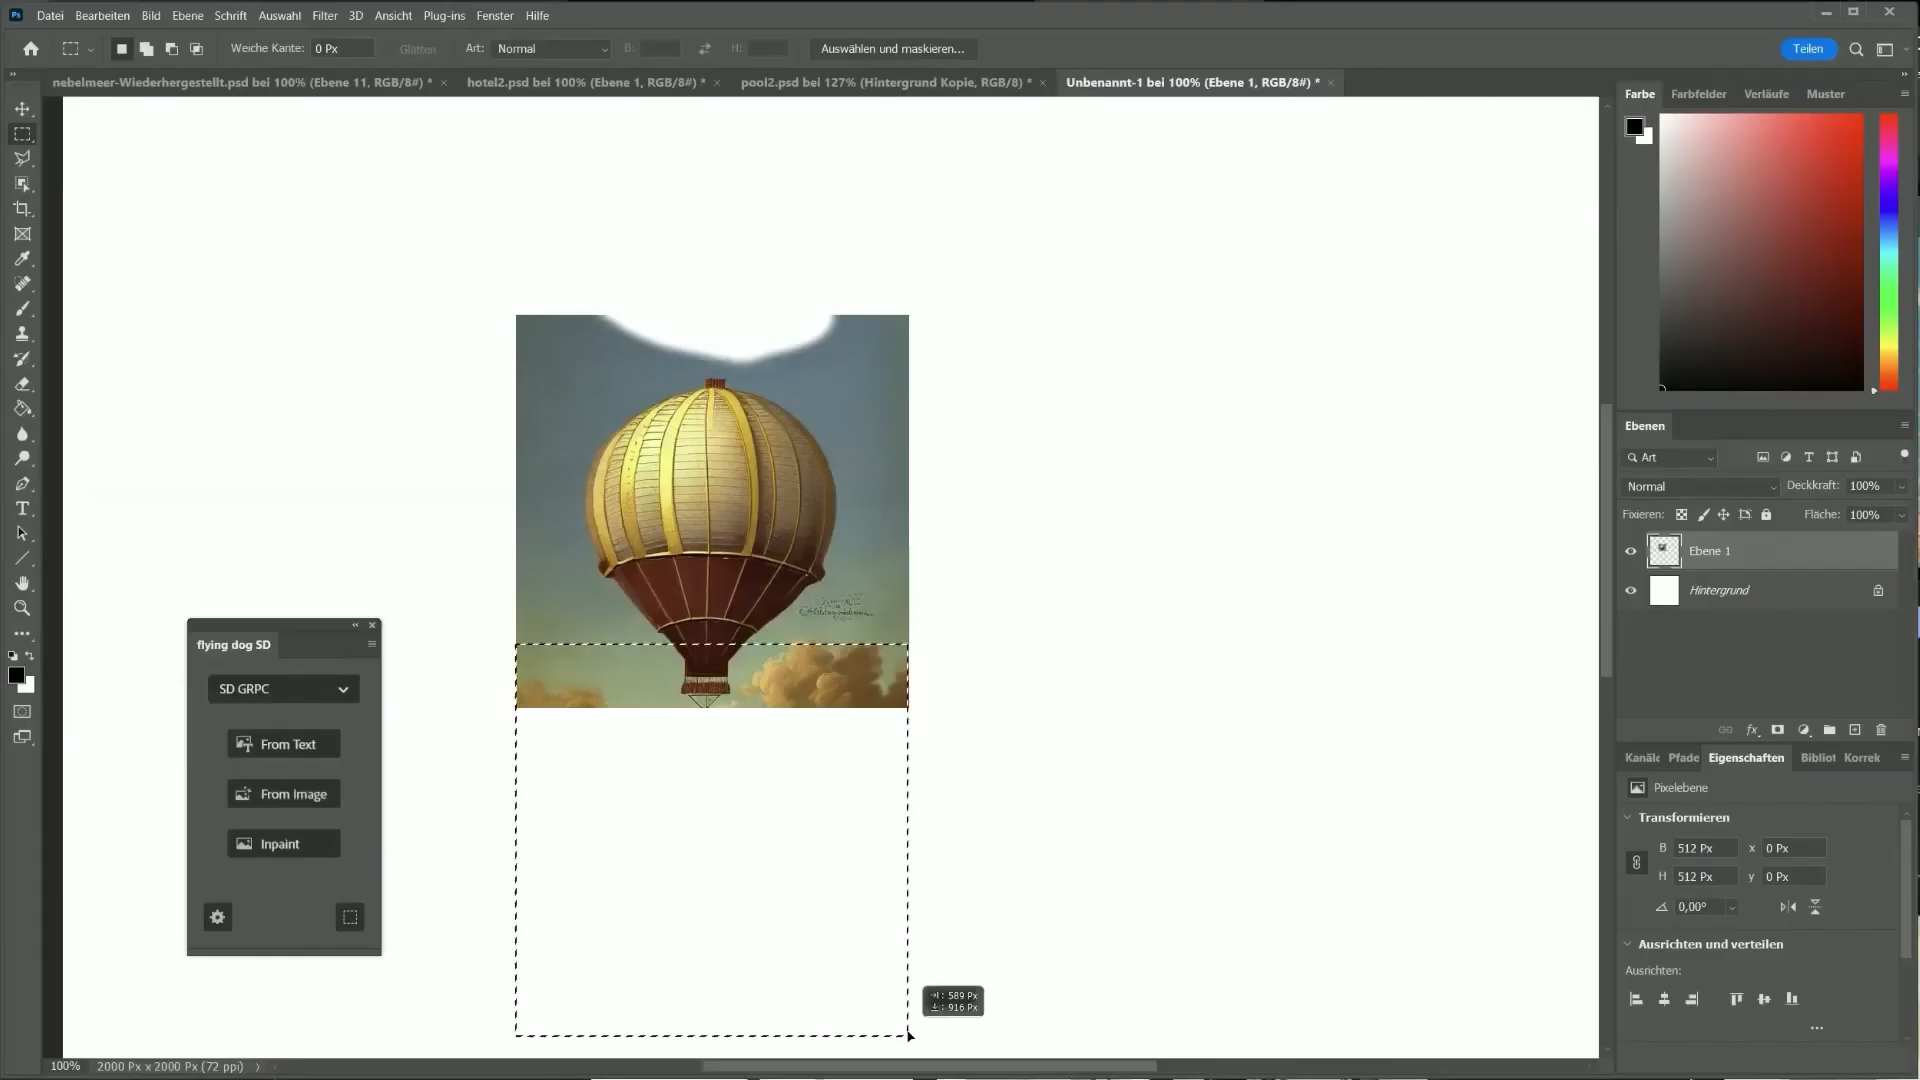 Ps Datei Bearbeiten Bild Ebene Schrift Auswahl Filter 3D Ansicht Plug-ins Fenster Hilfe
Weiche Kante: 0 Px Glätten Art: Normal B: H: Auswählen und maskieren... Teilen
nebelmeer-Wiederhergestellt.psd bei 100% (Ebene 11, RGB/8#) * hotel2.psd bei 100% (Ebene 1, RGB/8#) * pool2.psd bei 127% (Hintergrund Kopie, RGB/8) * Unbenannt-1 bei 100% (Ebene 1, RGB/8#) *
Farbe Farbfelder Verläufe Muster
Ebenen
Art
Normal Deckkraft: 100%
Fixieren: Fläche: 100%
Ebene 1
Hintergrund
fx
Kanäle Pfade Eigenschaften Bibliot Korrek
Pixelebene
Transformieren
B 512 Px X 0 Px
H 512 Px y 0 Px
0,00°
Ausrichten und verteilen
Ausrichten:
flying dog SD
SD GRPC
From Text
From Image
Inpaint
: 589 Px
: 916 Px
100% 2000 Px x 2000 Px (72 ppi)